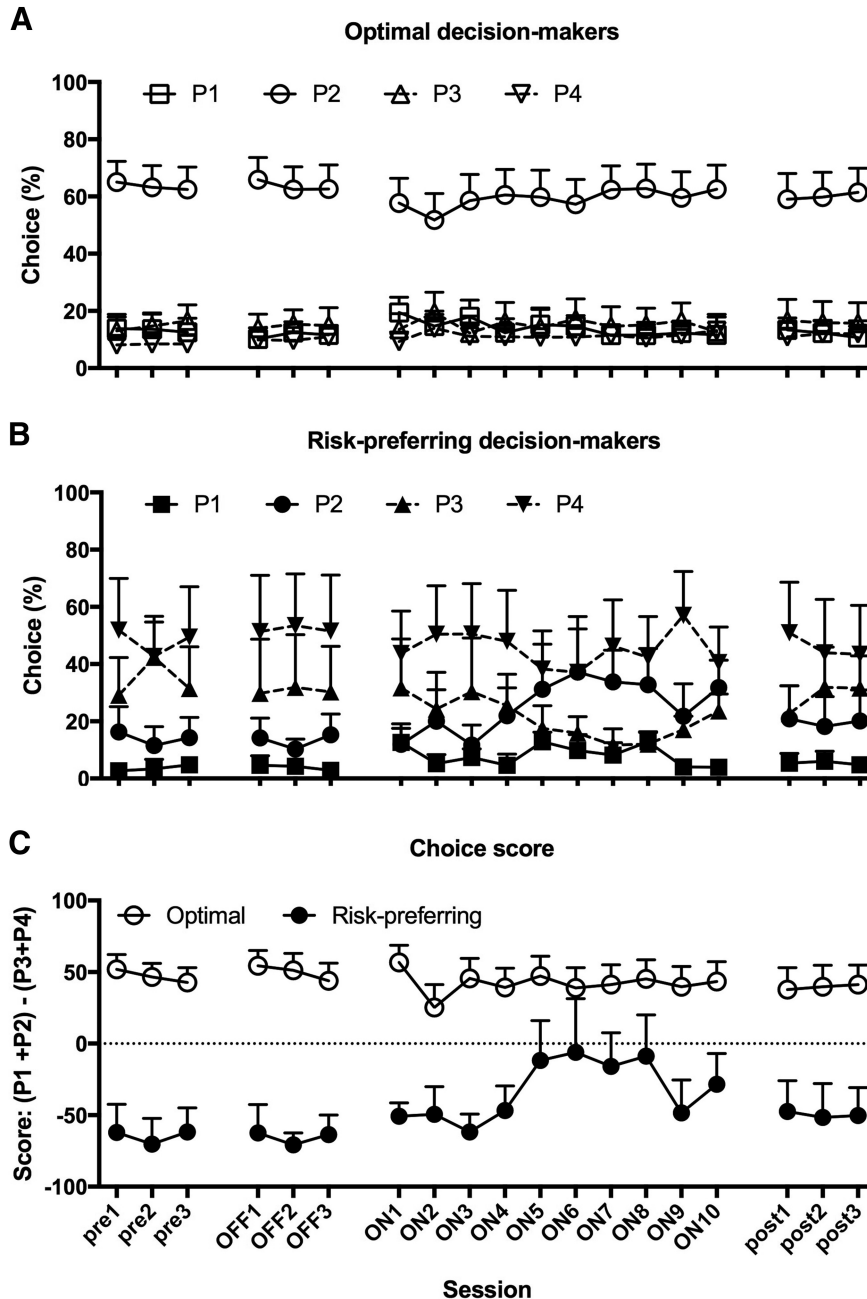 A
Optimal decision-makers
P1 P2 P3 P4
100
80
60
40
20
0
Choice (%)
B
Risk-preferring decision-makers
P1 P2 P3 P4
100
80
60
40
20
0
Choice (%)
C
Choice score
Optimal Risk-preferring
100
50
0
-50
-100
Score: (P1 +P2) - (P3+P4)
pre1 pre2 pre3 OFF1 OFF2 OFF3 ON1 ON2 ON3 ON4 ON5 ON6 ON7 ON8 ON9 ON10 post1 post2 post3
Session